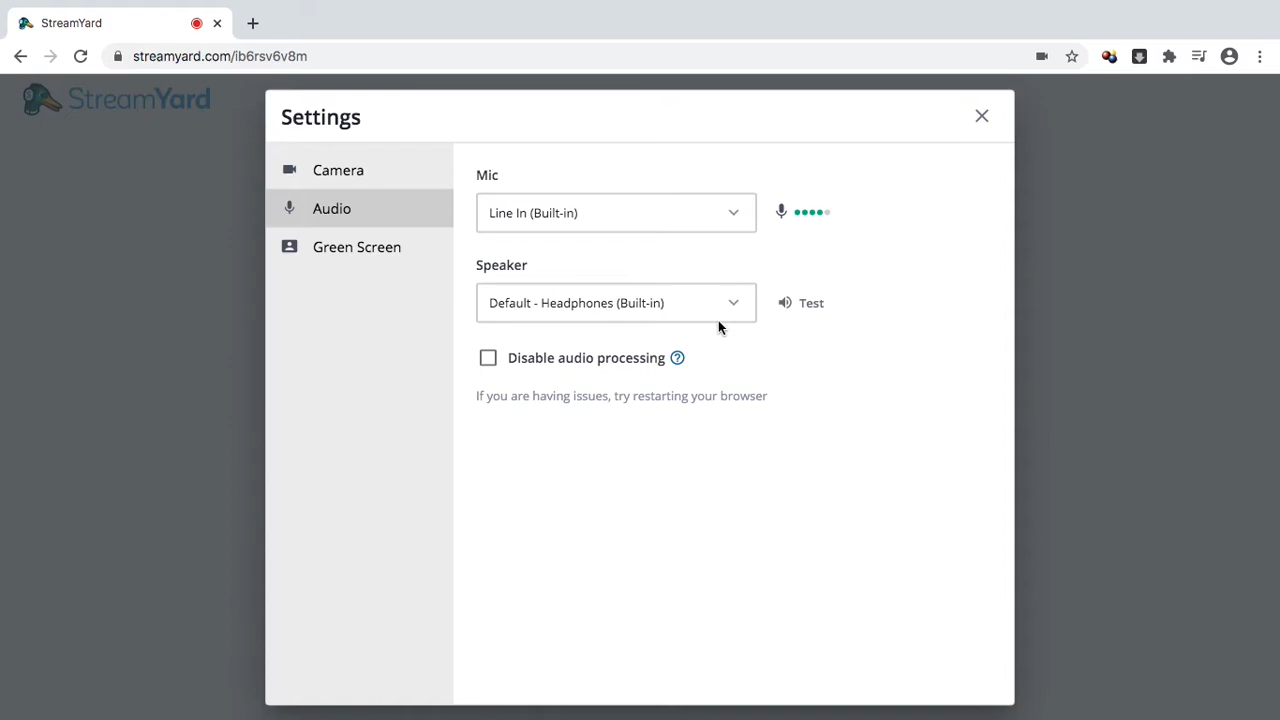 StreamYard
streamyard.com/ib6rsv6v8m
StreamYard
Settings
Camera
Audio
Green Screen
Mic
Line In (Built-in)
Speaker
Default - Headphones (Built-in)
Test
Disable audio processing ?
If you are having issues, try restarting your browser